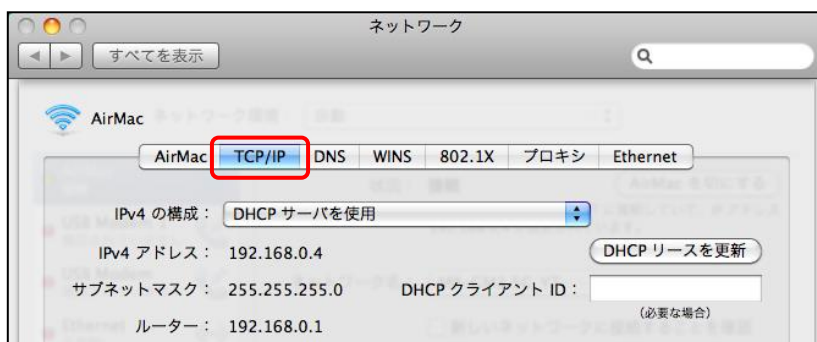 ネットワーク
すべてを表示
AirMac
AirMac TCP/IP DNS WINS 802.1X プロキシ Ethernet
IPv4 の構成： DHCP サーバを使用
IPv4 アドレス： 192.168.0.4 DHCP リースを更新
サブネットマスク： 255.255.255.0 DHCP クライアント ID：
(必要な場合)
ルーター： 192.168.0.1